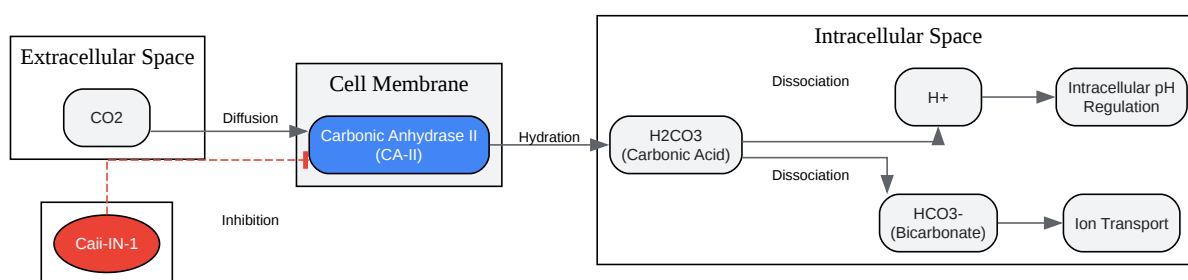 Extracellular Space
CO2
Diffusion
Cell Membrane
Carbonic Anhydrase II
(CA-II)
Hydration
Intracellular Space
H2CO3
(Carbonic Acid)
Dissociation
H+
Intracellular pH
Regulation
Dissociation
HCO3-
(Bicarbonate)
Ion Transport
Inhibition
Caii-IN-1